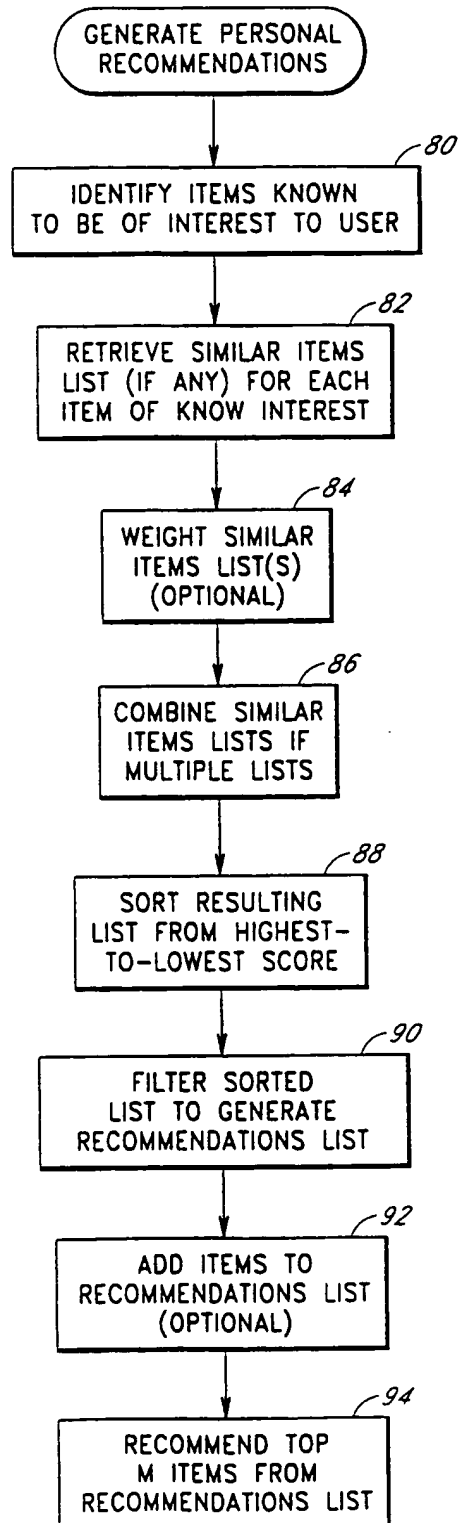 GENERATE PERSONAL
RECOMMENDATIONS
80
IDENTIFY ITEMS KNOWN
TO BE OF INTEREST TO USER
82
RETRIEVE SIMILAR ITEMS
LIST (IF ANY) FOR EACH
ITEM OF KNOW INTEREST
84
WEIGHT SIMILAR
ITEMS LIST(S)
(OPTIONAL)
86
COMBINE SIMILAR
ITEMS LISTS IF
MULTIPLE LISTS
88
SORT RESULTING
LIST FROM HIGHEST-
TO-LOWEST SCORE
90
FILTER SORTED
LIST TO GENERATE
RECOMMENDATIONS LIST
92
ADD ITEMS TO
RECOMMENDATIONS LIST
(OPTIONAL)
94
RECOMMEND TOP
M ITEMS FROM
RECOMMENDATIONS LIST